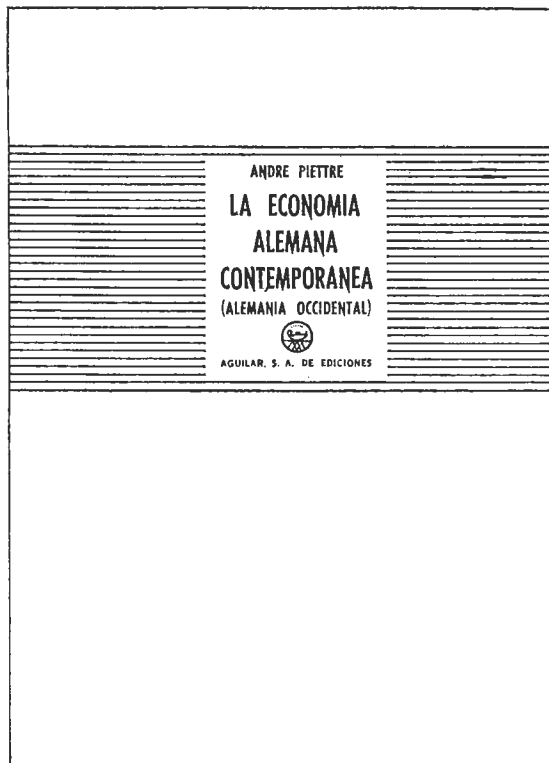 ANDRE PIETTRE
LA ECONOMIA
ALEMANA
CONTEMPORANEA
(ALEMANIA OCCIDENTAL)
AGUILAR, S. A. DE EDICIONES